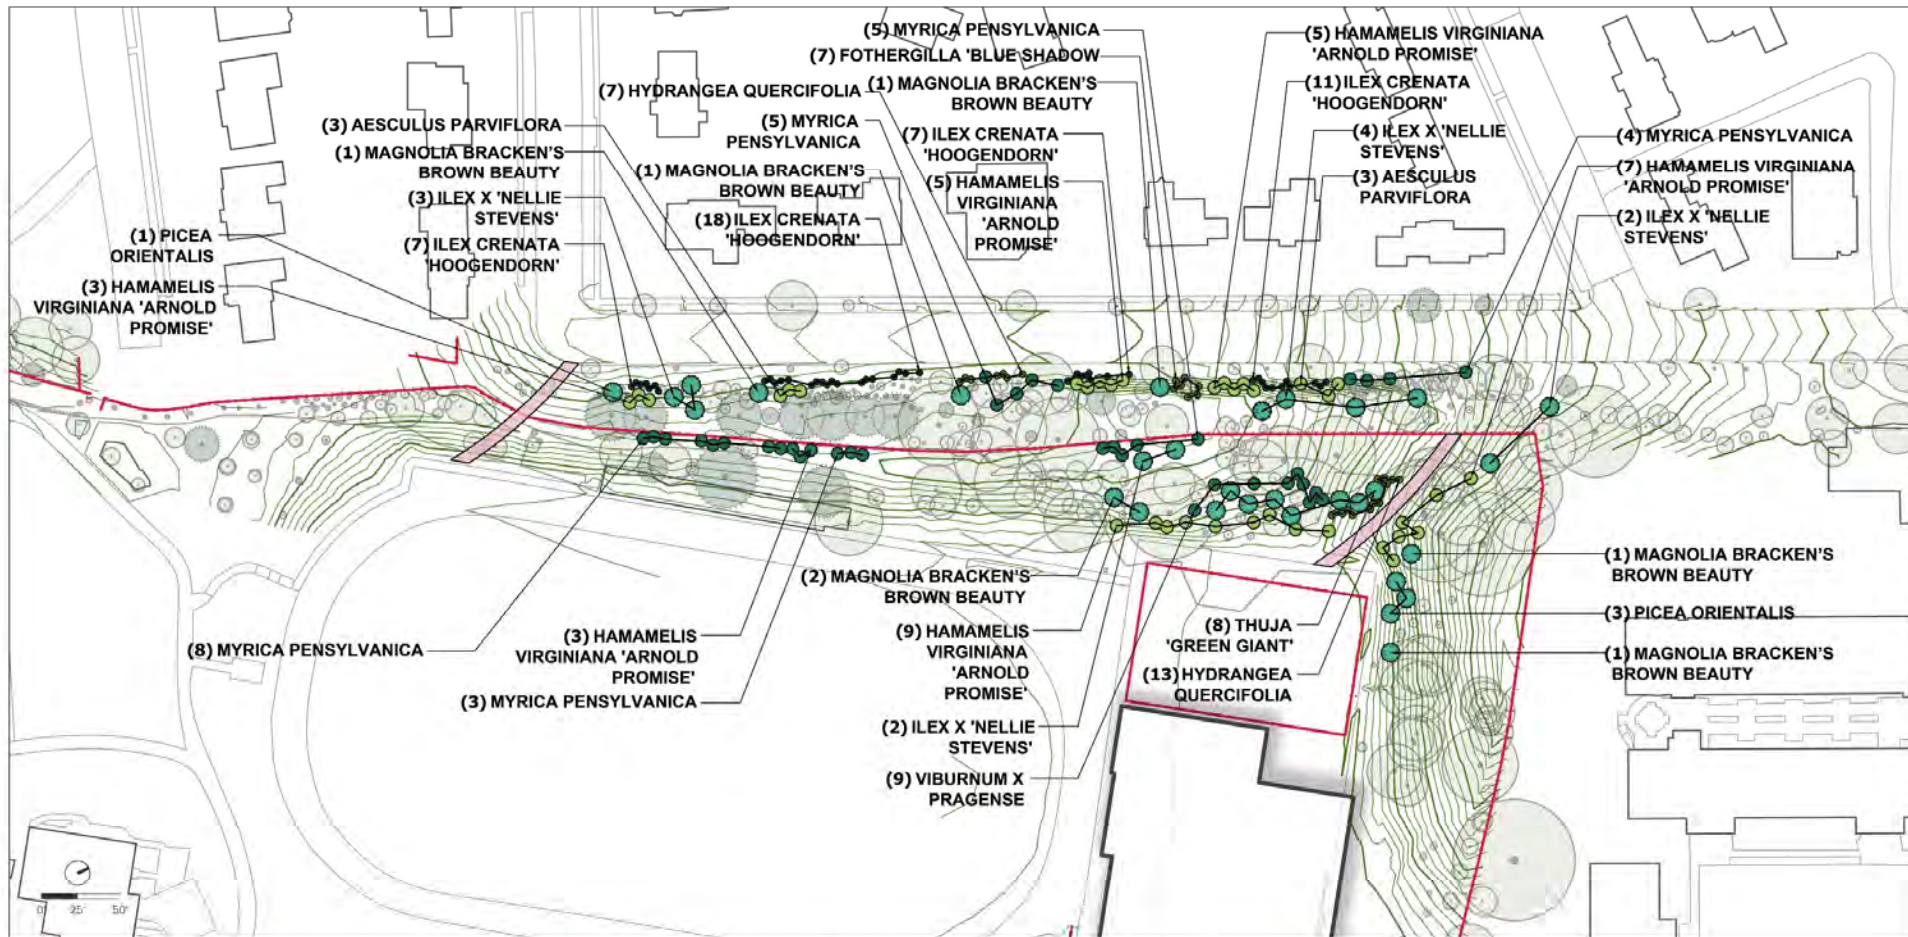 (5) MYRICA PENSYLVANICA
(7) FOTHERGILLA 'BLUE SHADOW
(1) MAGNOLIA BRACKEN'S
BROWN BEAUTY
(7) HYDRANGEA QUERCIFOLIA
(5) MYRICA
PENSYLVANICA
(7) ILEX CRENATA
'HOOGENDORN'
(3) AESCULUS PARVIFLORA
(1) MAGNOLIA BRACKEN'S
BROWN BEAUTY
(1) MAGNOLIA BRACKEN'S
BROWN BEAUTY
(5) HAMAMELIS
VIRGINIANA
'ARNOLD
PROMISE'
(3) ILEX X 'NELLIE
STEVENS'
(18) ILEX CRENATA
'HOOGENDORN'
(7) ILEX CRENATA
'HOOGENDORN'
(1) PICEA
ORIENTALIS
(3) HAMAMELIS
VIRGINIANA 'ARNOLD
PROMISE'
(5) HAMAMELIS VIRGINIANA
'ARNOLD PROMISE'
(11) ILEX CRENATA
'HOOGENDORN'
(4) ILEX X 'NELLIE
STEVENS'
(3) AESCULUS
PARVIFLORA
(4) MYRICA PENSYLVANICA
(7) HAMAMELIS VIRGINIANA
'ARNOLD PROMISE'
(2) ILEX X 'NELLIE
STEVENS'
(8) MYRICA PENSYLVANICA
(3) HAMAMELIS
VIRGINIANA 'ARNOLD
PROMISE'
(3) MYRICA PENSYLVANICA
(2) MAGNOLIA BRACKEN'S
BROWN BEAUTY
(9) HAMAMELIS
VIRGINIANA
'ARNOLD
PROMISE'
(2) ILEX X 'NELLIE
STEVENS'
(9) VIBURNUM X
PRAGENSE
(8) THUJA
'GREEN GIANT'
(13) HYDRANGEA
QUERCIFOLIA
(1) MAGNOLIA BRACKEN'S
BROWN BEAUTY
(3) PICEA ORIENTALIS
(1) MAGNOLIA BRACKEN'S
BROWN BEAUTY
0' 25' 50'